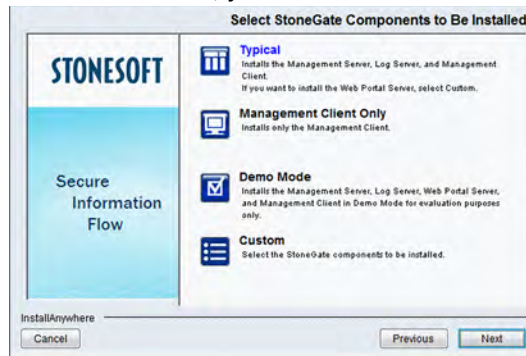 Select StoneGate Components to Be Installed
STONESOFT
Secure
Information
Flow
Typical
Installs the Management Server, Log Server, and Management
Client.
If you want to install the Web Portal Server, select Custom.
Management Client Only
Installs only the Management Client.
Demo Mode
Installs the Management Server, Log Server, Web Portal Server,
and Management Client in Demo Mode for evaluation purposes
only.
Custom
Select the StoneGate components to be installed.
InstallAnywhere
Cancel
Previous
Next